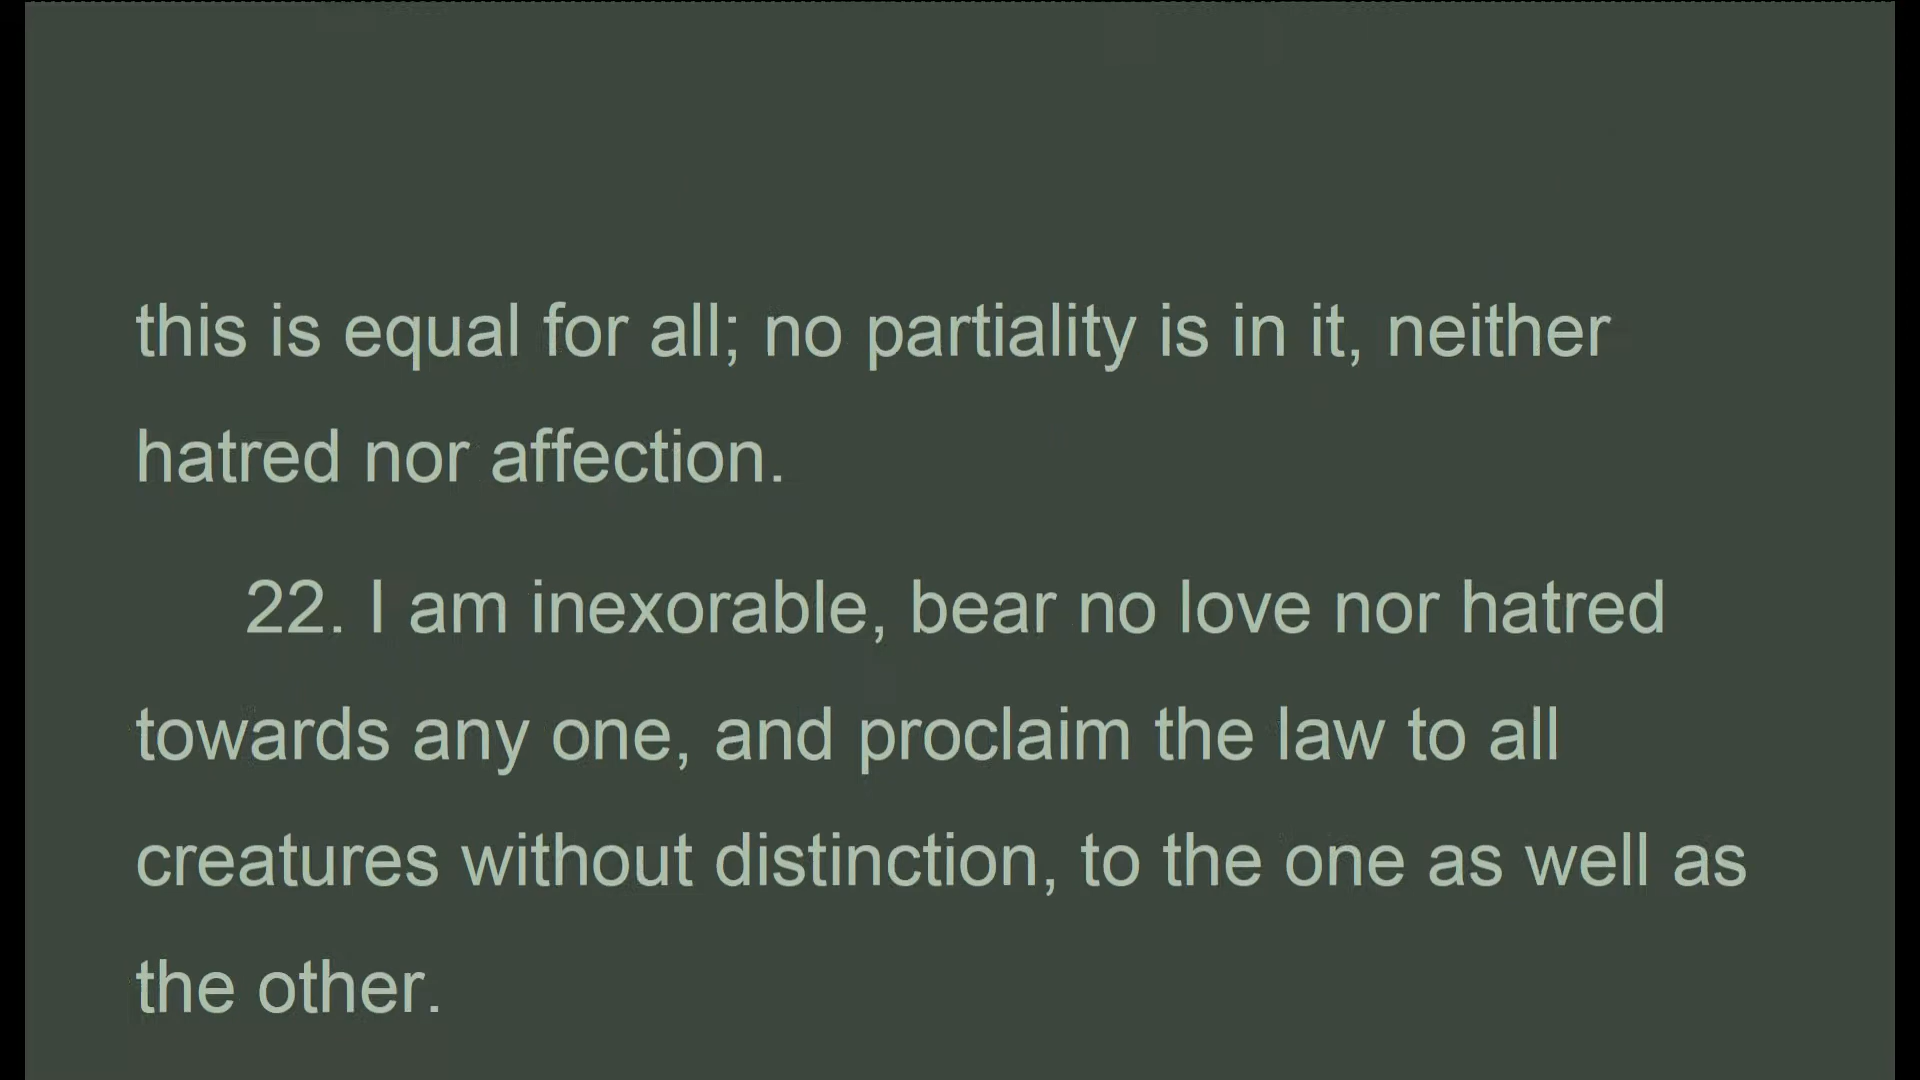 this is equal for all; no partiality is in it, neither
hatred nor affection.
22. I am inexorable, bear no love nor hatred
towards any one, and proclaim the law to all
creatures without distinction, to the one as well as
the other.